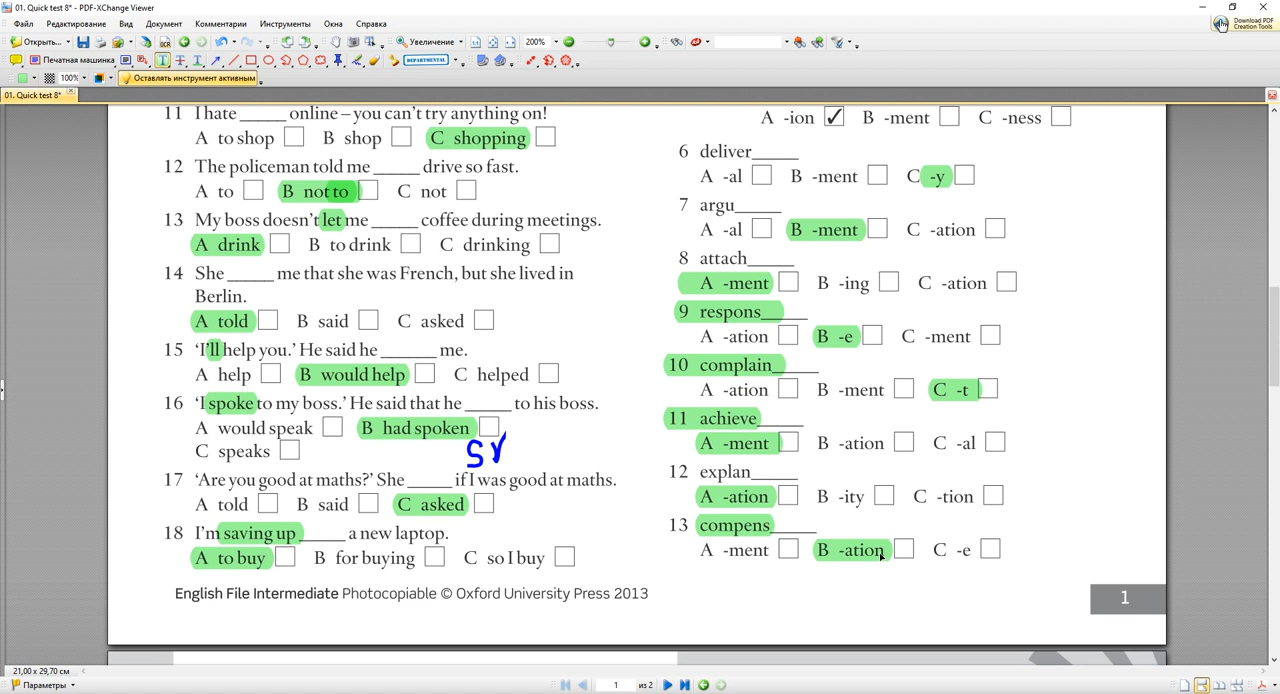 01. Quick test 8* - PDF-XChange Viewer
Файл Редактирование Вид Документ Комментарии Инструменты Окна Справка
Download PDF Creation Tools
Открыть... OCR Увеличение 200%
Печатная машинка DEPARTMENTAL
100% Оставлять инструмент активным
01. Quick test 8*
11 I hate _____ online – you can't try anything on!
A to shop B shop C shopping
12 The policeman told me _____ drive so fast.
A to B not to C not
13 My boss doesn't let me _____ coffee during meetings.
A drink B to drink C drinking
14 She _____ me that she was French, but she lived in
Berlin.
A told B said C asked
15 'I'll help you.' He said he ______ me.
A help B would help C helped
16 'I spoke to my boss.' He said that he _____ to his boss.
A would speak B had spoken
C speaks
17 'Are you good at maths?' She _____ if I was good at maths.
A told B said C asked
18 I'm saving up _____ a new laptop.
A to buy B for buying C so I buy
A -ion ✓ B -ment C -ness
6 deliver_____
A -al B -ment C -y
7 argu_____
A -al B -ment C -ation
8 attach_____
A -ment B -ing C -ation
9 respons_____
A -ation B -e C -ment
10 complain_____
A -ation B -ment C -t
11 achieve_____
A -ment B -ation C -al
12 explan_____
A -ation B -ity C -tion
13 compens_____
A -ment B -ation C -e
English File Intermediate Photocopiable © Oxford University Press 2013
1
21,00 x 29,70 см
Параметры 1 из 2